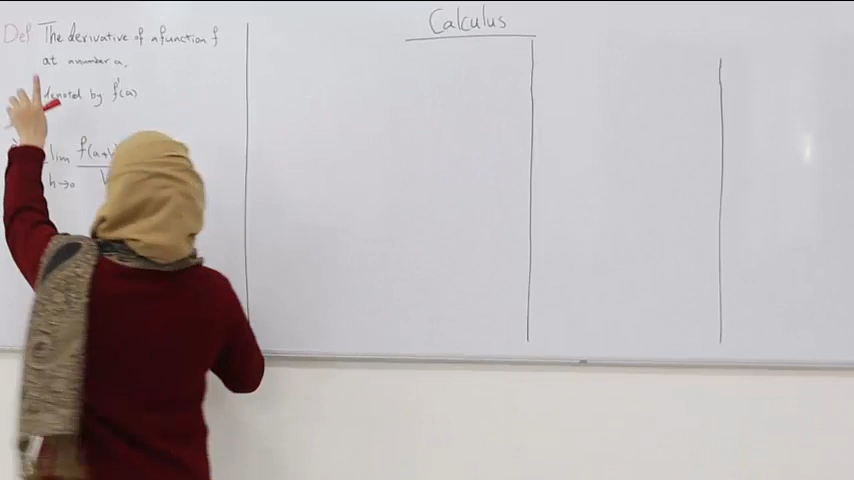 Calculus
Def The derivative of a function f
at a number a,
denoted by f'(a)
lim f(a+h
h→0